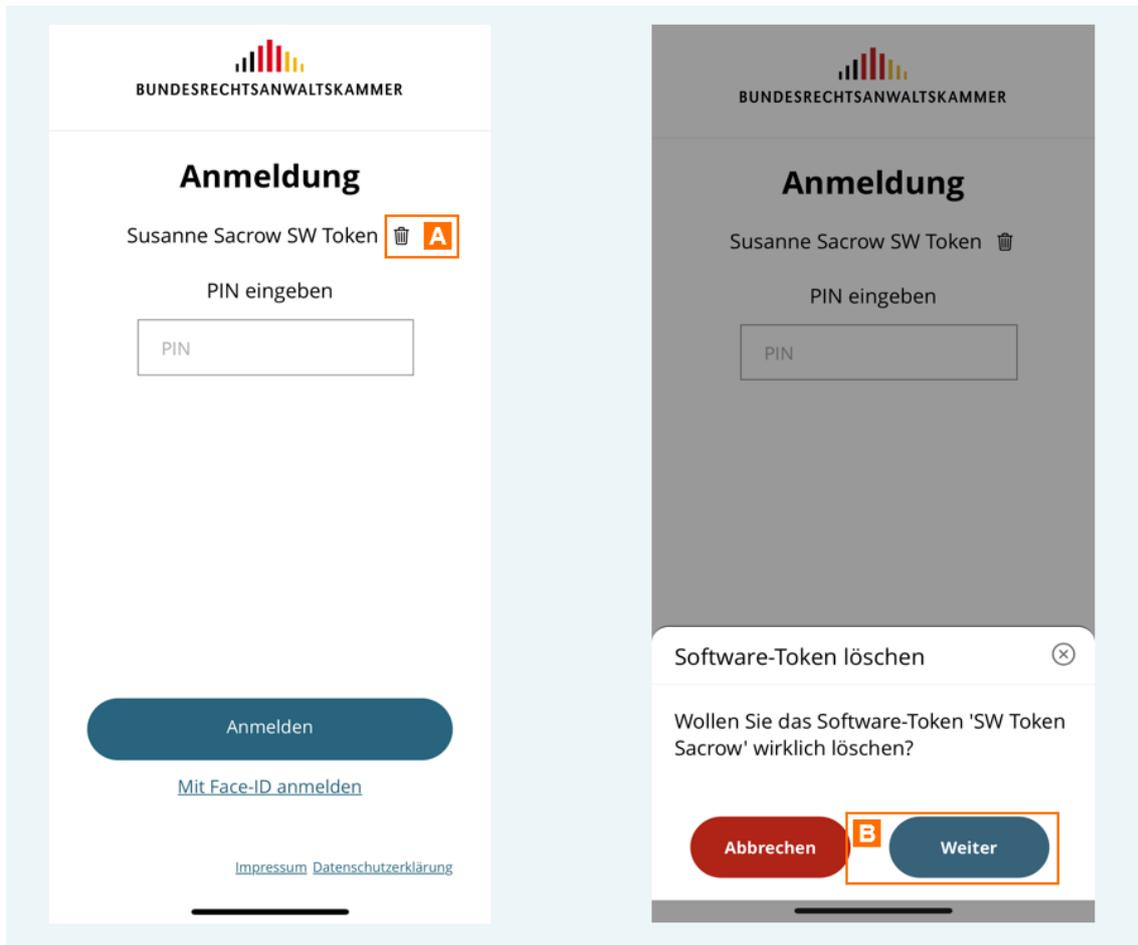 BUNDESRECHTSANWALTSKAMMER
Anmeldung
Susanne Sacrow SW Token A
PIN eingeben
PIN
Anmelden
Mit Face-ID anmelden
Impressum Datenschutzerklärung
BUNDESRECHTSANWALTSKAMMER
Anmeldung
Susanne Sacrow SW Token
PIN eingeben
PIN
Software-Token löschen
Wollen Sie das Software-Token 'SW Token
Sacrow' wirklich löschen?
Abbrechen B Weiter